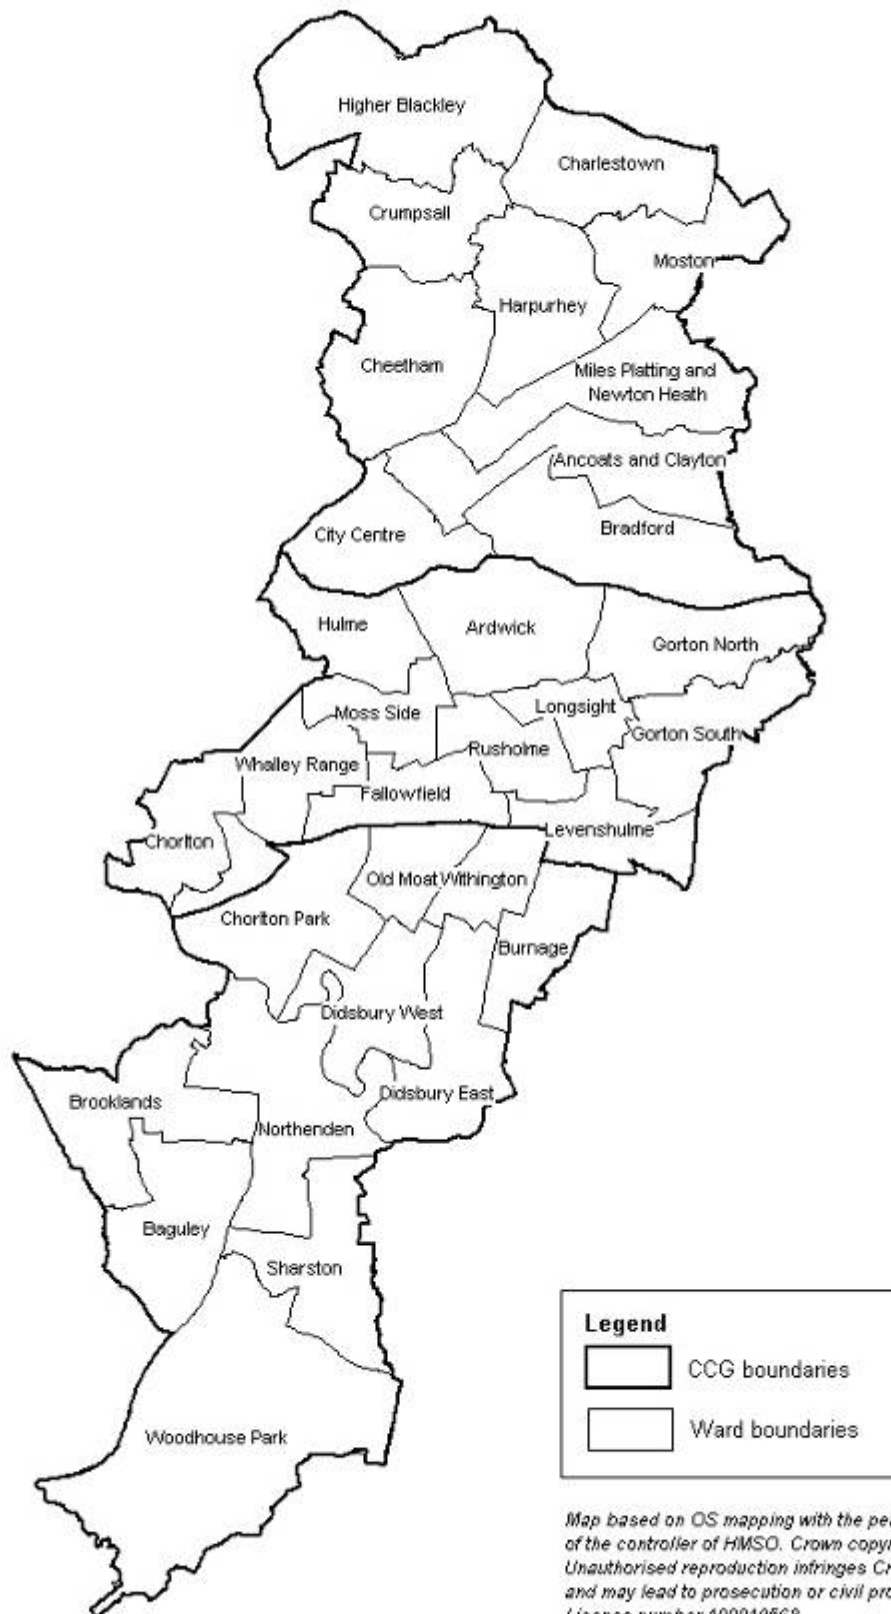 Higher Blackley
Charlestown
Crumpsall
Moston
Harpurhey
Cheetham
Miles Platting and
Newton Heath
Ancoats and Clayton
Bradford
City Centre
Hulme
Ardwick
Gorton North
Longsight
Moss Side
Gorton South
Rusholme
Whalley Range
Fallowfield
Levenshulme
Chorlton
Old Moat
Withington
Chorlton Park
Burnage
Didsbury West
Didsbury East
Brooklands
Northenden
Baguley
Sharston
Woodhouse Park
Legend
CCG boundaries
Ward boundaries
Map based on OS mapping with the pe
of the controller of HMSO. Crown copyri
Unauthorised reproduction infringes Cr
and may lead to prosecution or civil pro